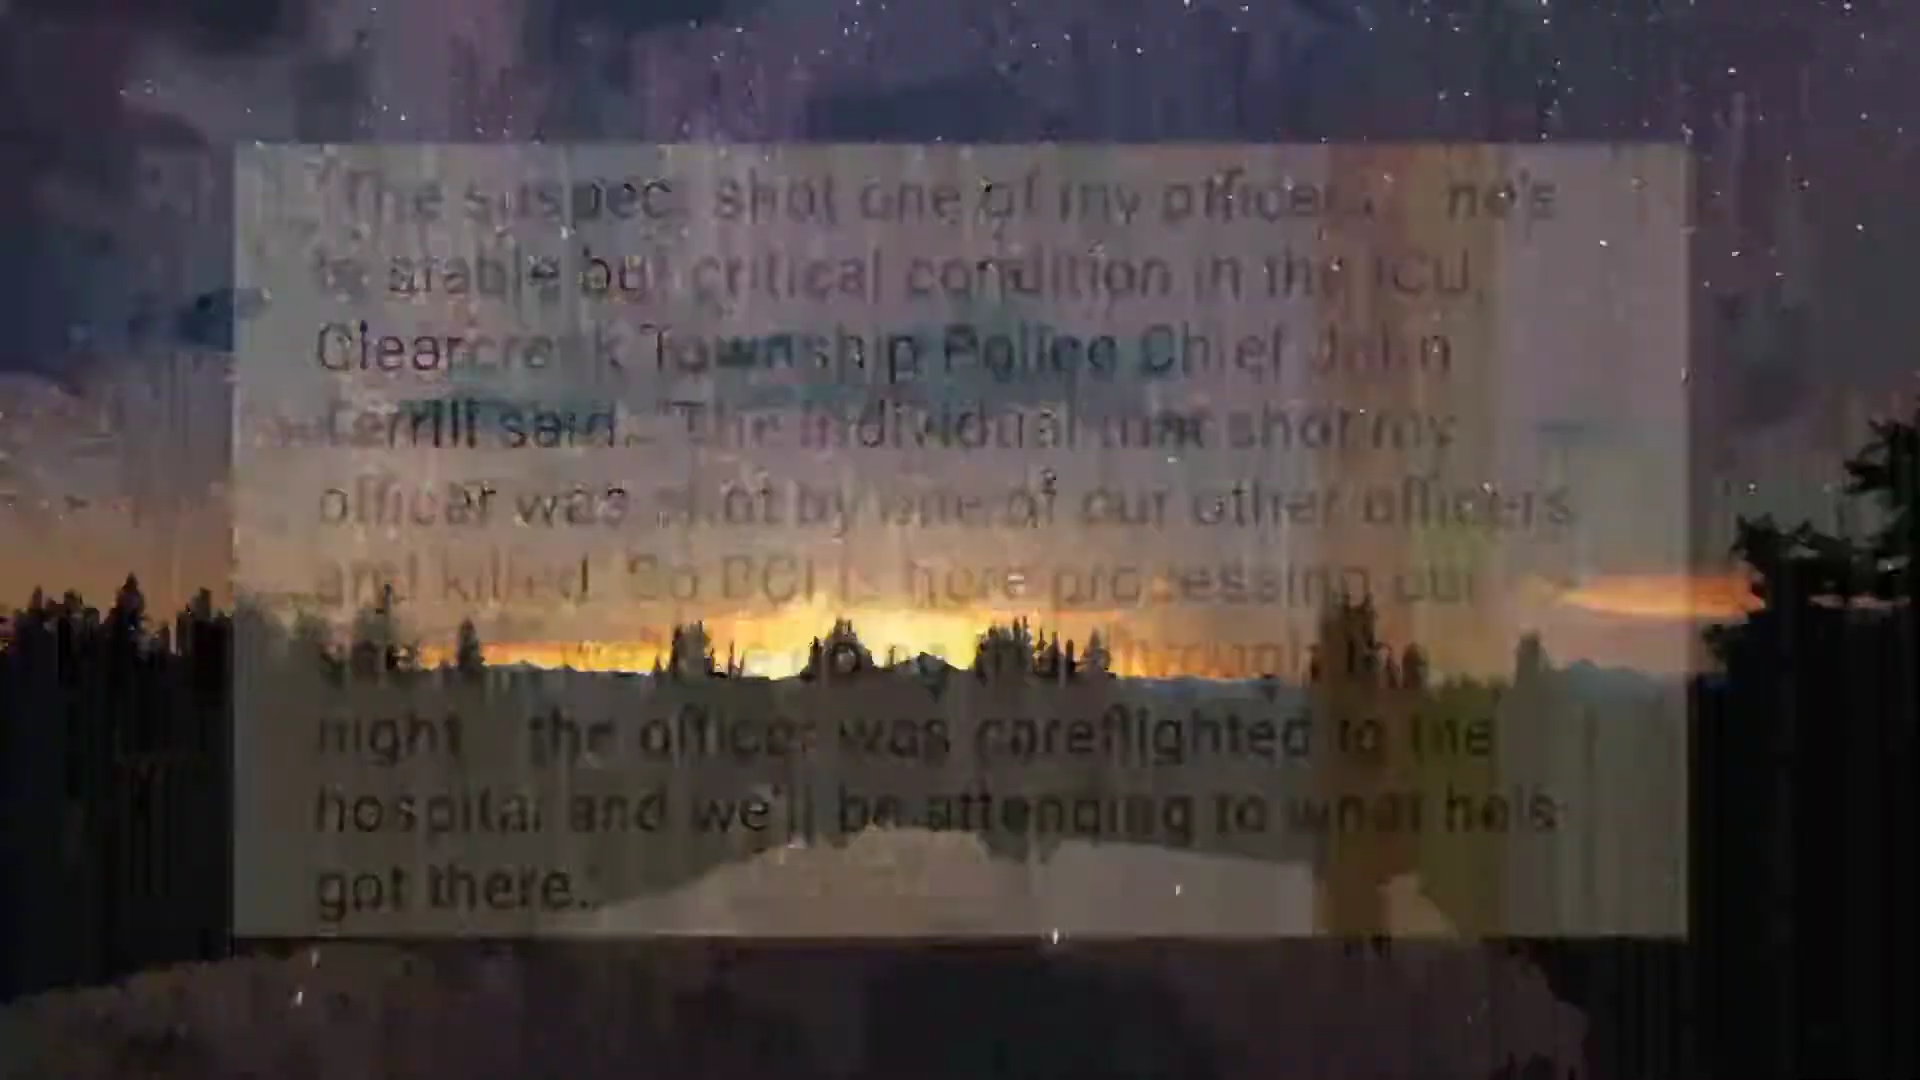 "The suspect shot one of my officers he's
stable but critical condition in the ICU,
Clearcreek Township Police Chief John
Terrill said. "The individual that shot my
officer was shot by one of our other officers
and killed. So BCI is here processing our
night the officer was careflighted to the
hospital and we'll be attending to what he's
got there."